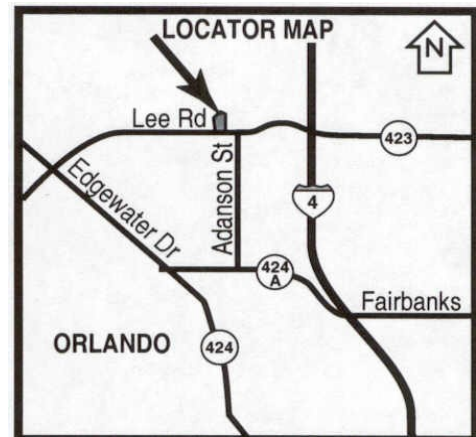 LOCATOR MAP
N
Lee Rd
423
Adanson St
Edgewater Dr
4
424
A
Fairbanks
ORLANDO
424